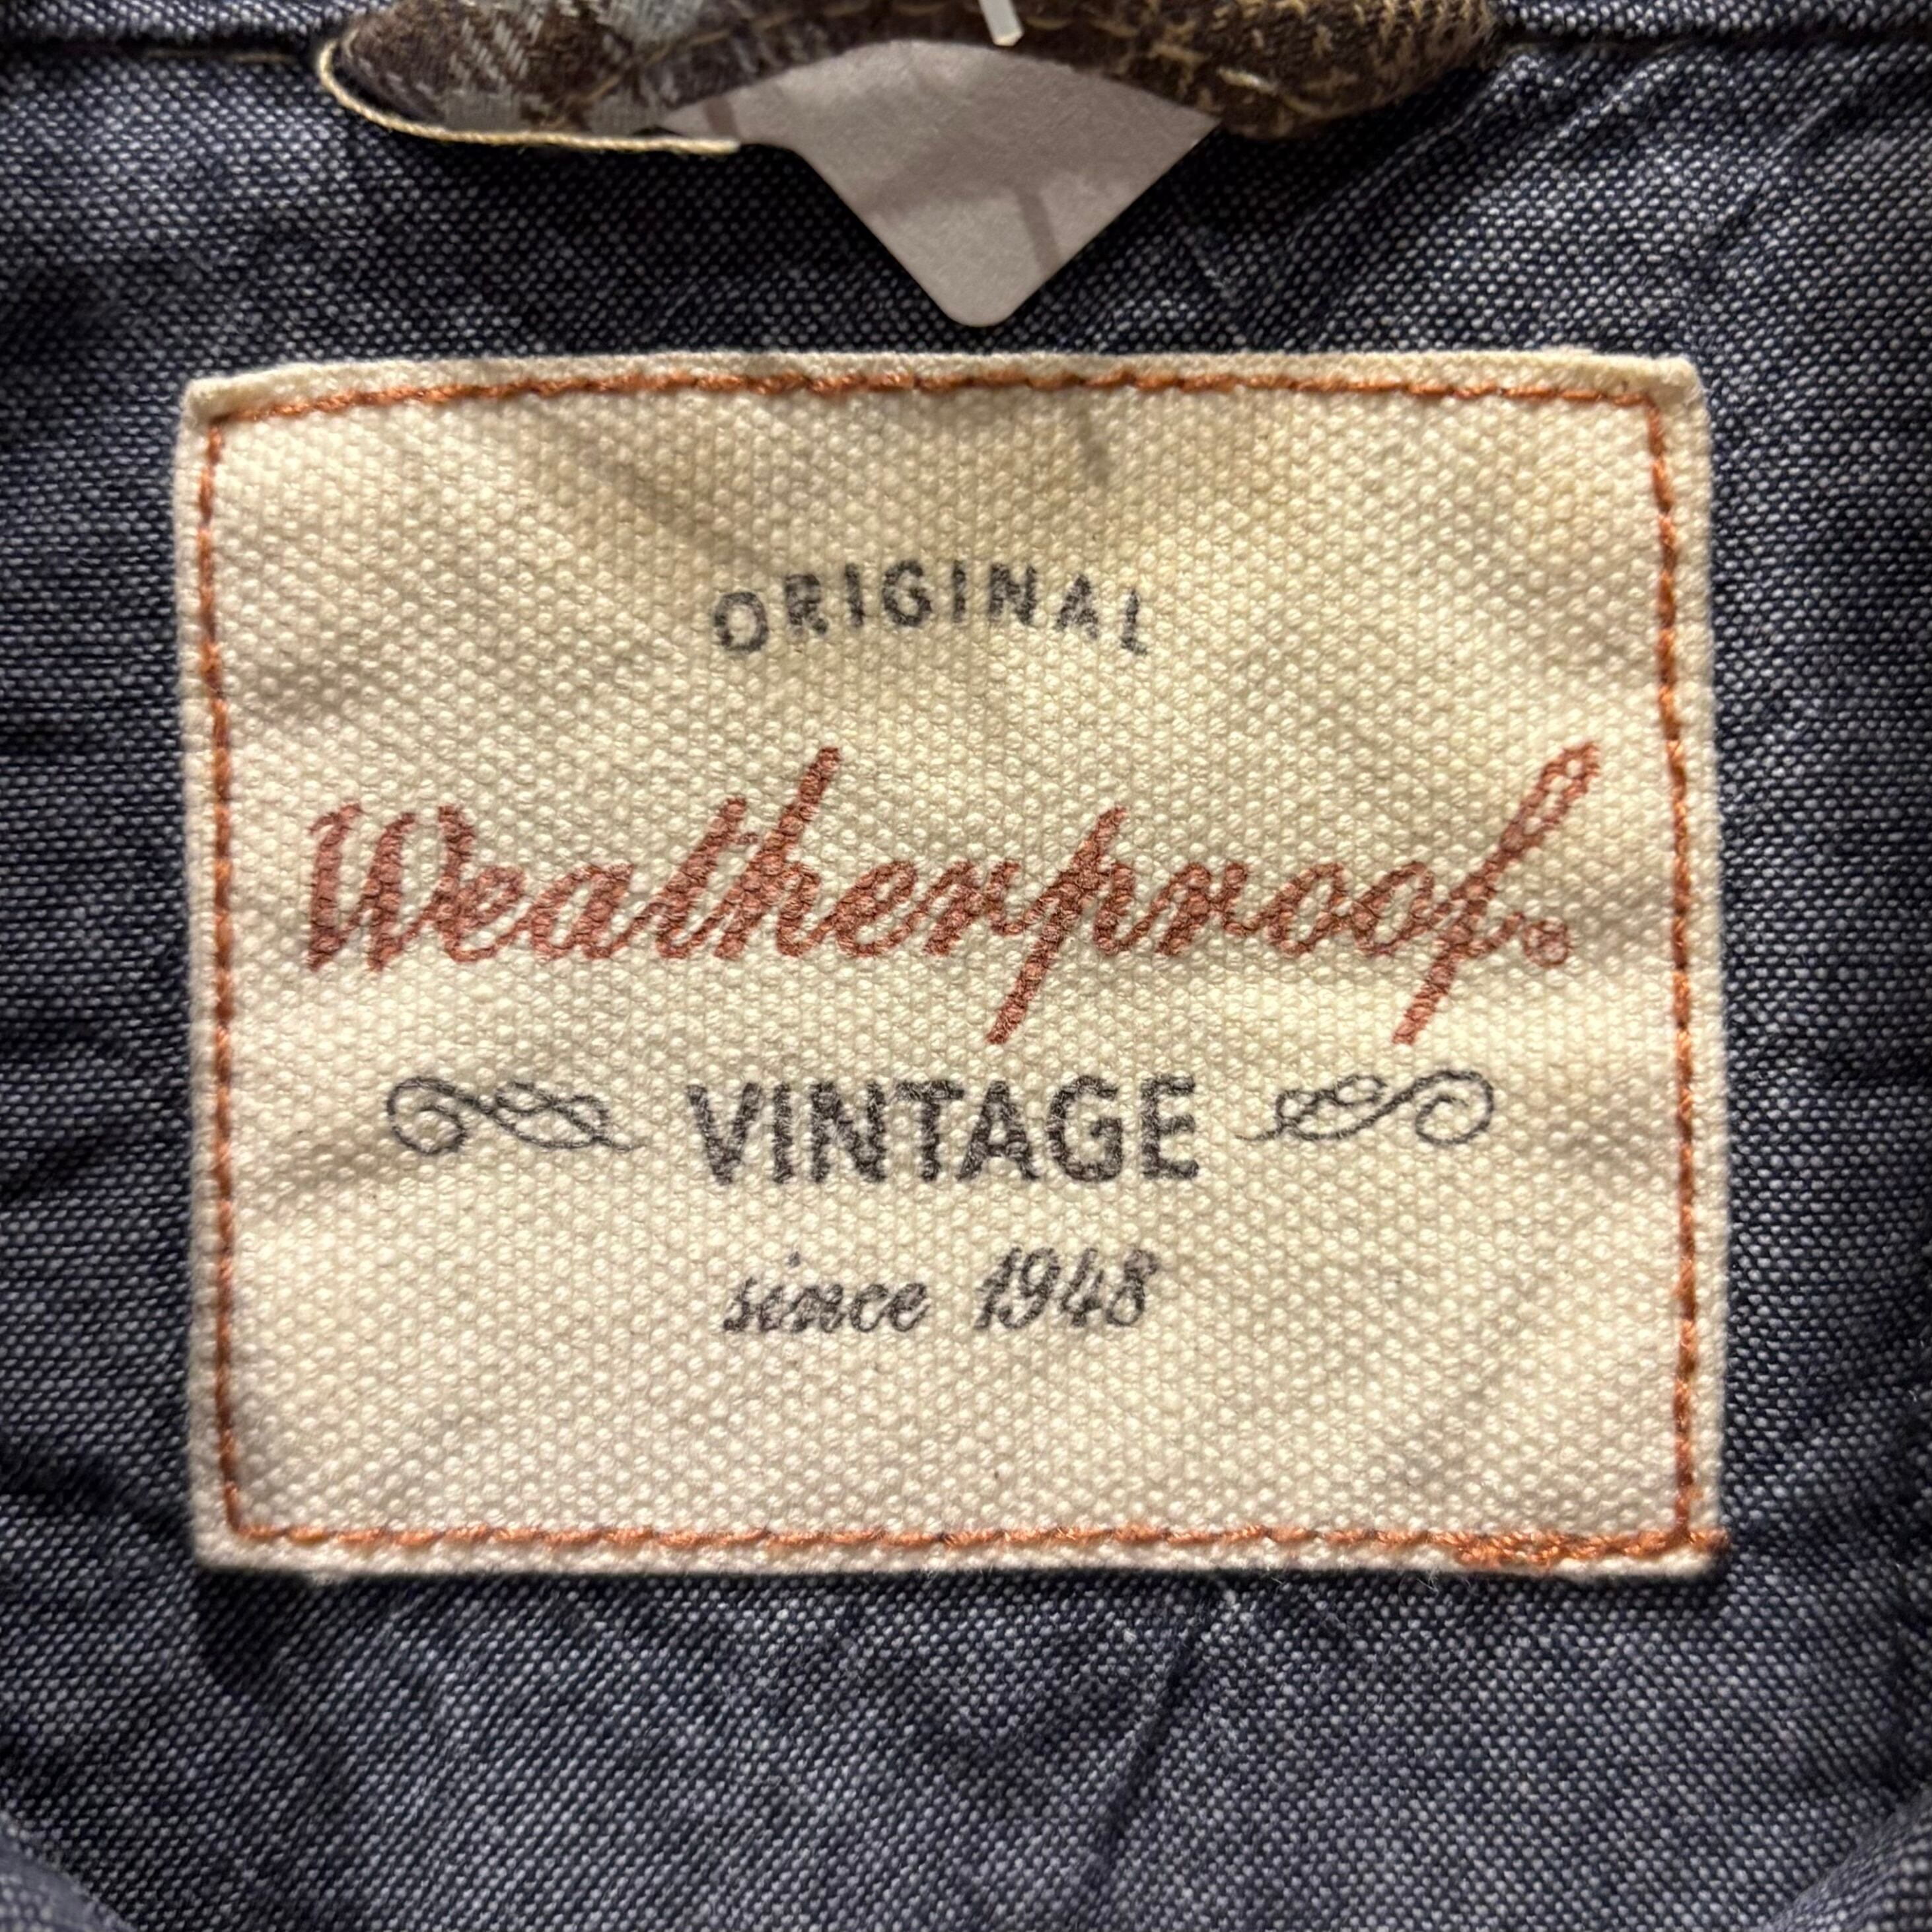 ORIGINAL
Weatherproof®
VINTAGE
since 1948